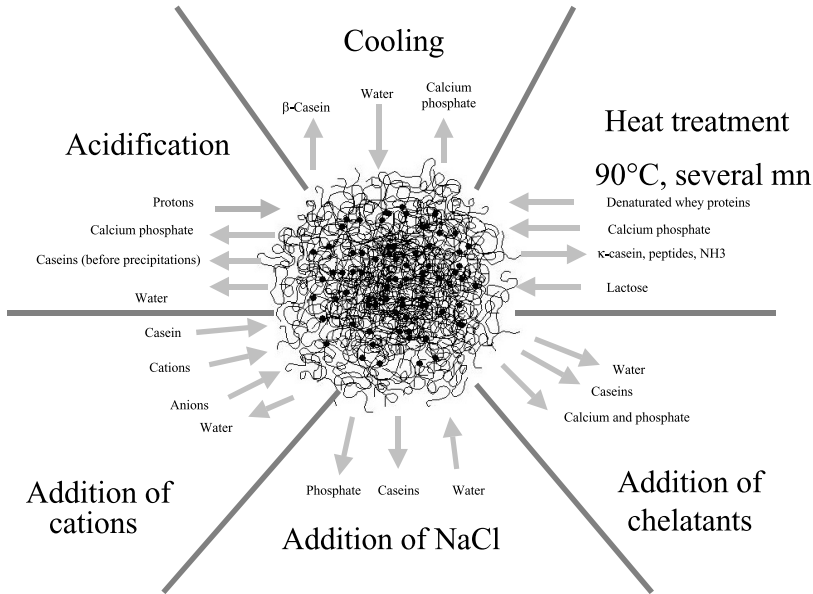 Cooling
β-Casein
Water
Calcium
phosphate
Heat treatment
90°C, several mn
Denaturated whey proteins
Calcium phosphate
κ-casein, peptides, NH3
Lactose
Acidification
Protons
Calcium phosphate
Caseins (before precipitations)
Water
Casein
Cations
Anions
Water
Addition of
cations
Phosphate
Caseins
Water
Addition of NaCl
Water
Caseins
Calcium and phosphate
Addition of
chelatants